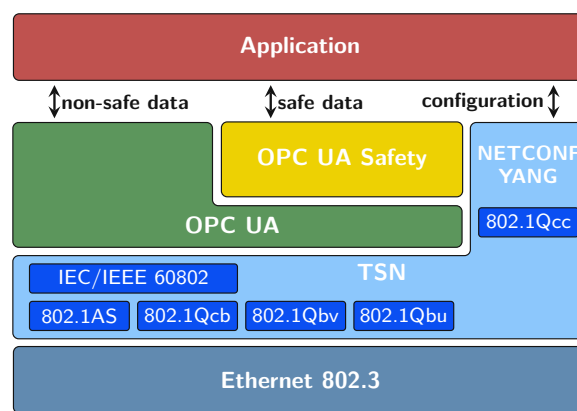 Application
non-safe data
safe data
configuration
OPC UA Safety
NETCONF
YANG
802.1Qcc
OPC UA
IEC/IEEE 60802
TSN
802.1AS
802.1Qcb
802.1Qbv
802.1Qbu
Ethernet 802.3